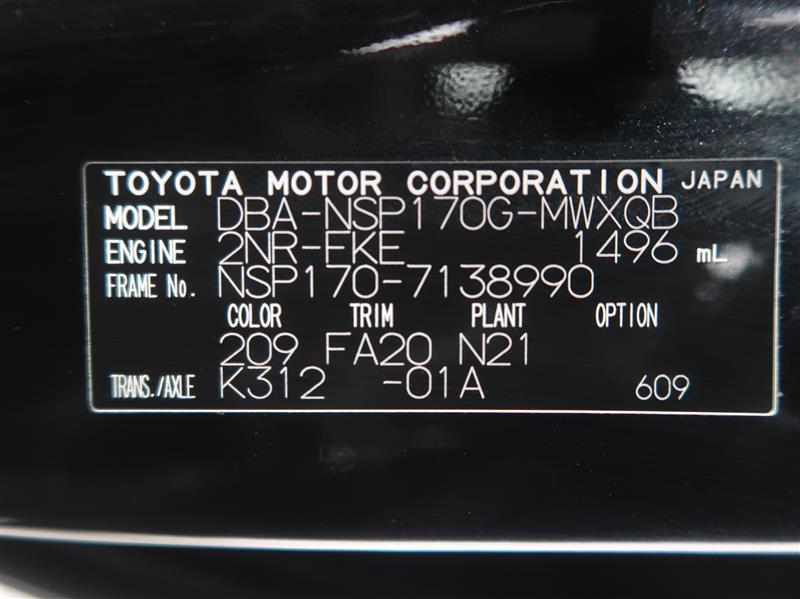 TOYOTA MOTOR CORPORATION JAPAN
MODEL DBA-NSP170G-MWXQB
ENGINE 2NR-FKE 1496 mL
FRAME No. NSP170-7138990
COLOR TRIM PLANT OPTION
209 FA20 N21
TRANS./AXLE K312 -01A 609